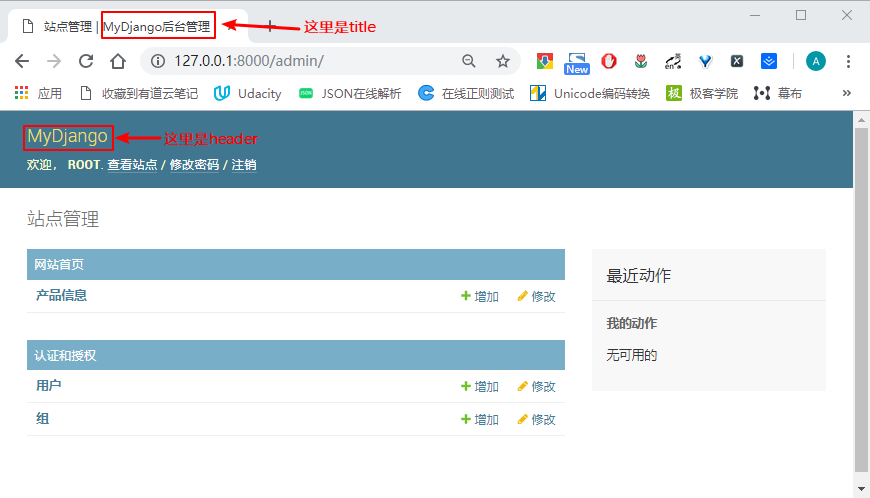 站点管理 | MyDjango后台管理
这里是title
127.0.0.1:8000/admin/
en
New
A
应用
收藏到有道云笔记
Udacity
JSON在线解析
在线正则测试
Unicode编码转换
极
极客学院
幕布
»
MyDjango
这里是header
欢迎， ROOT. 查看站点 / 修改密码 / 注销
站点管理
网站首页
最近动作
产品信息 增加 修改
我的动作
认证和授权
无可用的
用户 增加 修改
组 增加 修改